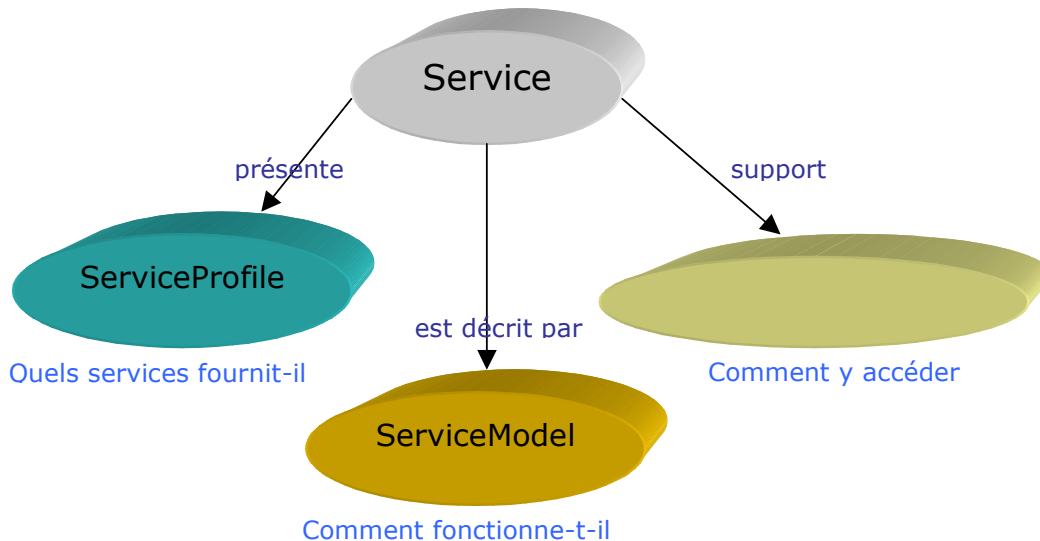 Service
présente
support
ServiceProfile
est décrit par
Quels services fournit-il
Comment y accéder
ServiceModel
Comment fonctionne-t-il